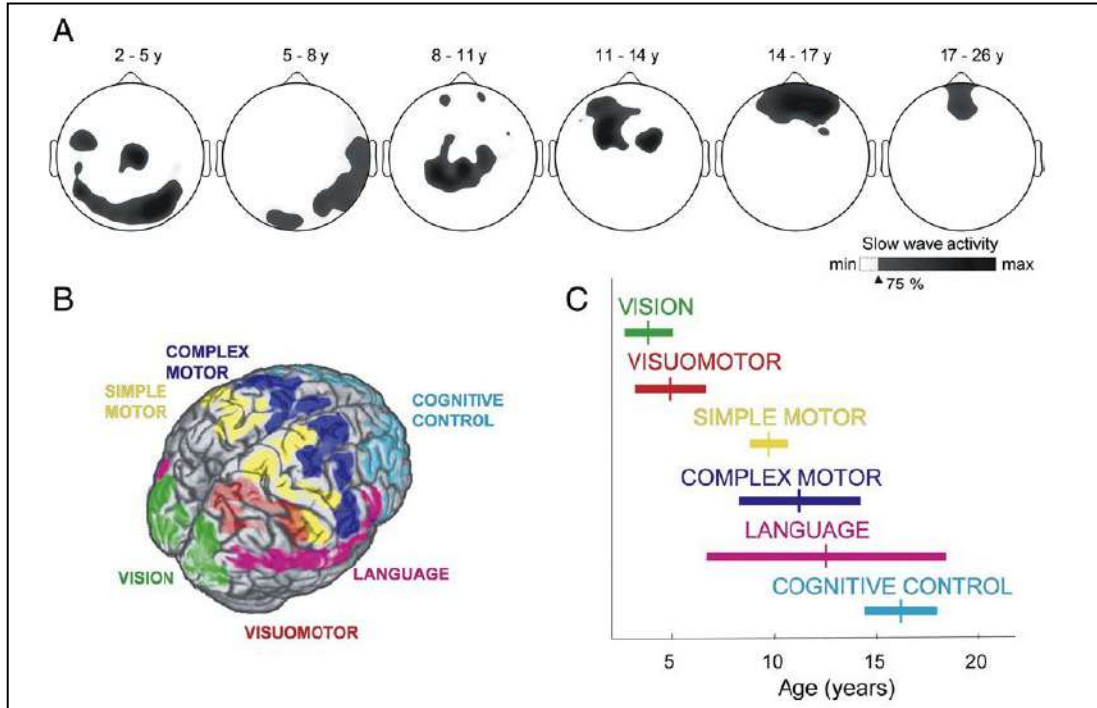 A
2 - 5 y
5 - 8 y
8 - 11 y
11 - 14 y
14 - 17 y
17 - 26 y
Slow wave activity
min
max
75 %
B
COMPLEX
MOTOR
SIMPLE
MOTOR
COGNITIVE
CONTROL
VISION
LANGUAGE
VISUOMOTOR
C
VISION
VISUOMOTOR
SIMPLE MOTOR
COMPLEX MOTOR
LANGUAGE
COGNITIVE CONTROL
5
10
15
20
Age (years)